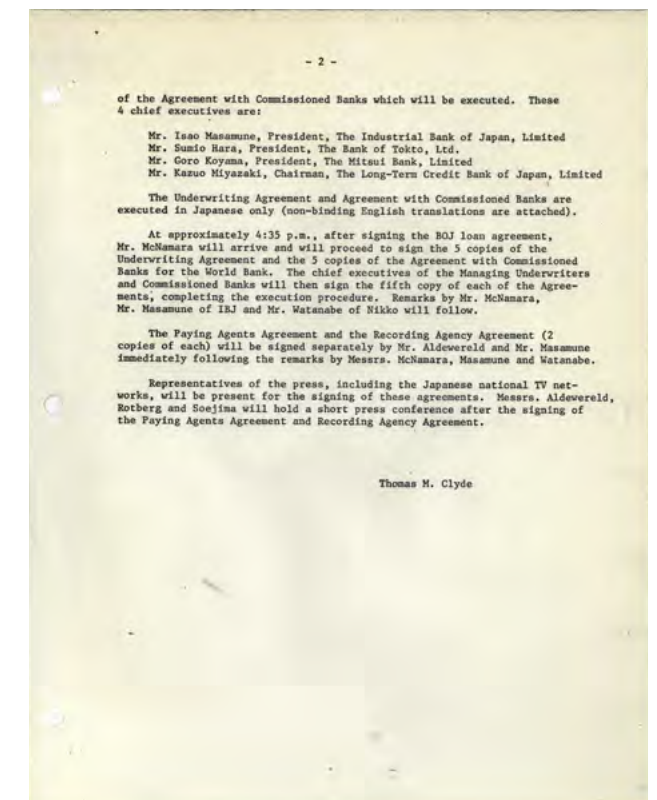 - 2 -
of the Agreement with Commissioned Banks which will be executed. These
4 chief executives are:
Mr. Isao Masamune, President, The Industrial Bank of Japan, Limited
Mr. Sumio Hara, President, The Bank of Tokto, Ltd.
Mr. Goro Koyama, President, The Mitsui Bank, Limited
Mr. Kazuo Miyazaki, Chairman, The Long-Term Credit Bank of Japan, Limited
The Underwriting Agreement and Agreement with Commissioned Banks are
executed in Japanese only (non-binding English translations are attached).
At approximately 4:35 p.m., after signing the BOJ loan agreement,
Mr. McNamara will arrive and will proceed to sign the 5 copies of the
Underwriting Agreement and the 5 copies of the Agreement with Commissioned
Banks for the World Bank. The chief executives of the Managing Underwriters
and Commissioned Banks will then sign the fifth copy of each of the Agree-
ments, completing the execution procedure. Remarks by Mr. McNamara,
Mr. Masamune of IBJ and Mr. Watanabe of Nikko will follow.
The Paying Agents Agreement and the Recording Agency Agreement (2
copies of each) will be signed separately by Mr. Aldewereld and Mr. Masamune
immediately following the remarks by Messrs. McNamara, Masamune and Watanabe.
Representatives of the press, including the Japanese national TV net-
works, will be present for the signing of these agreements. Messrs. Aldewereld,
Rotberg and Soejima will hold a short press conference after the signing of
the Paying Agents Agreement and Recording Agency Agreement.
Thomas M. Clyde